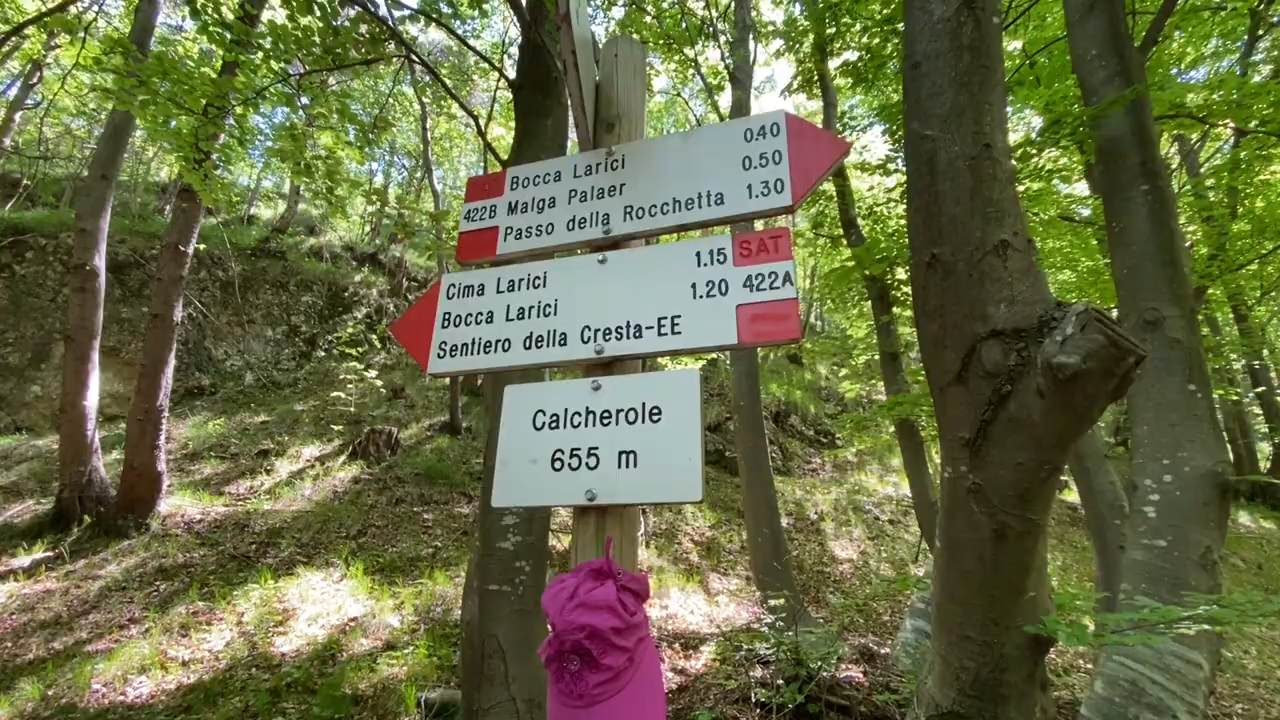 Bocca Larici 0.40
422B Malga Palaer 0.50
Passo della Rocchetta 1.30
Cima Larici 1.15 SAT
Bocca Larici 1.20 422A
Sentiero della Cresta-EE
Calcherole
655 m